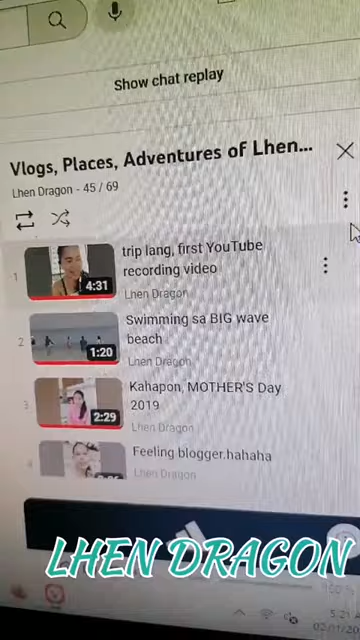 Show chat replay
Vlogs, Places, Adventures of Lhen...
Lhen Dragon - 45 / 69
1
trip lang, first YouTube
recording video
4:31
Lhen Dragon
2
Swimming sa BIG wave
beach
1:20
Lhen Dragon
3
Kahapon, MOTHER'S Day
2019
2:29
Lhen Dragon
Feeling blogger.hahaha
Lhen Dragon
LHEN DRAGON